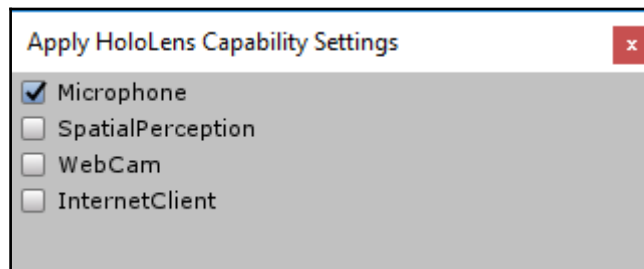 Apply HoloLens Capability Settings
x
Microphone
SpatialPerception
WebCam
InternetClient